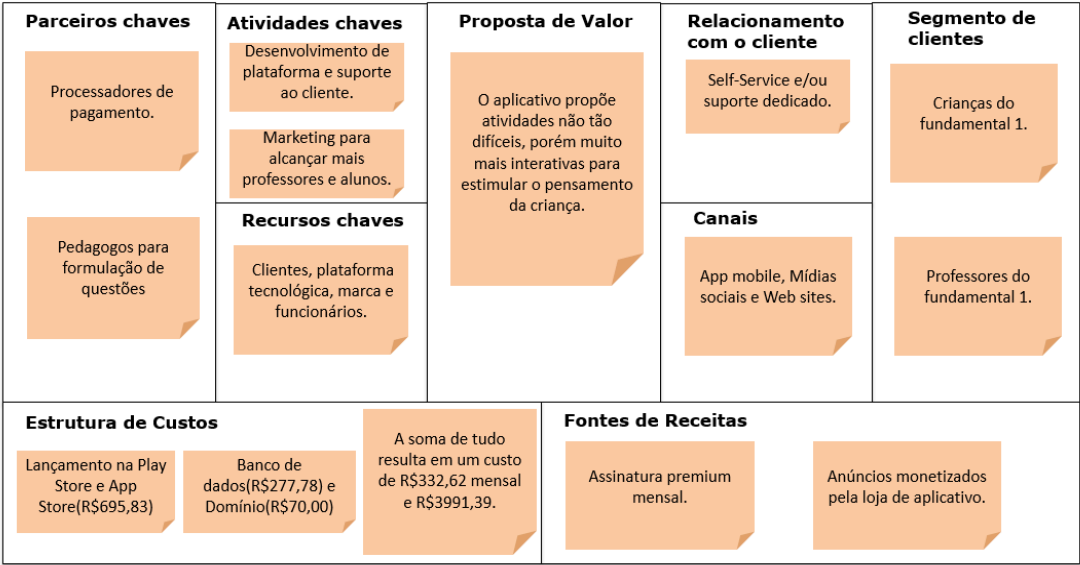 Parceiros chaves
Processadores de
pagamento.
Pedagogos para
formulação de
questões
Atividades chaves
Desenvolvimento de
plataforma e suporte
ao cliente.
Marketing para
alcançar mais
professores e alunos.
Recursos chaves
Clientes, plataforma
tecnológica, marca e
funcionários.
Proposta de Valor
O aplicativo propõe
atividades não tão
difíceis, porém muito
mais interativas para
estimular o pensamento
da criança.
Relacionamento
com o cliente
Self-Service e/ou
suporte dedicado.
Canais
App mobile, Mídias
sociais e Web sites.
Segmento de
clientes
Crianças do
fundamental 1.
Professores do
fundamental 1.
Estrutura de Custos
Lançamento na Play
Store e App
Store(R$695,83)
Banco de
dados(R$277,78) e
Domínio(R$70,00)
A soma de tudo
resulta em um custo
de R$332,62 mensal
e R$3991,39.
Fontes de Receitas
Assinatura premium
mensal.
Anúncios monetizados
pela loja de aplicativo.